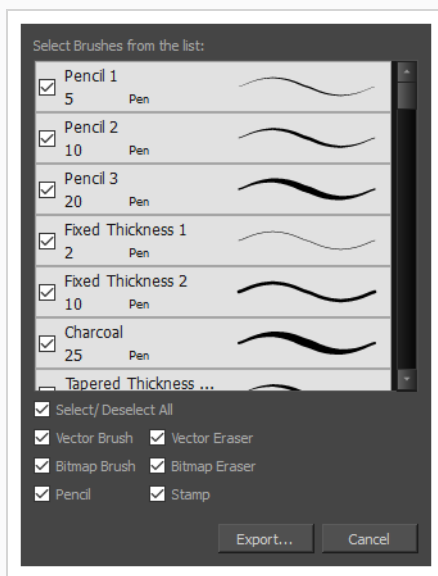 Select Brushes from the list:
Pencil 1
5 Pen
Pencil 2
10 Pen
Pencil 3
20 Pen
Fixed Thickness 1
2 Pen
Fixed Thickness 2
10 Pen
Charcoal
25 Pen
Tapered Thickness ...
Select/ Deselect All
Vector Brush Vector Eraser
Bitmap Brush Bitmap Eraser
Pencil Stamp
Export... Cancel